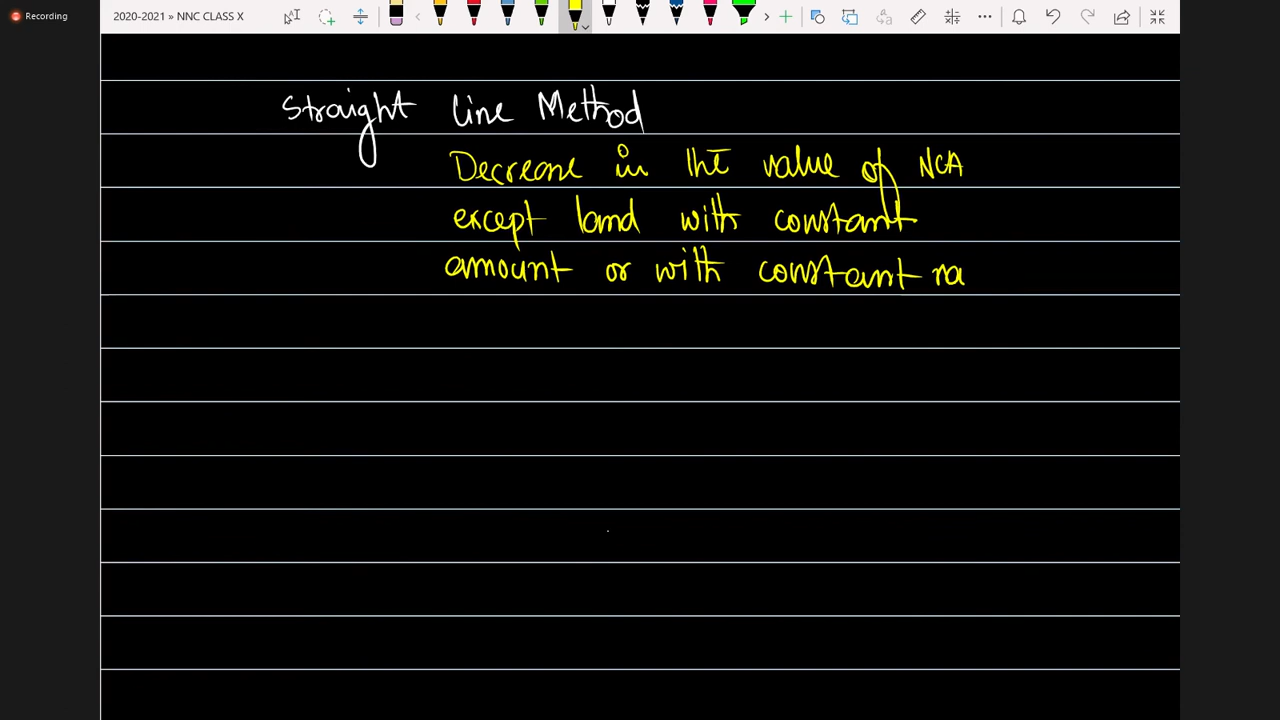 Recording
2020-2021 » NNC CLASS X
Straight Line Method
Decrease in the value of NCA
except land with constant
amount or with constant ra